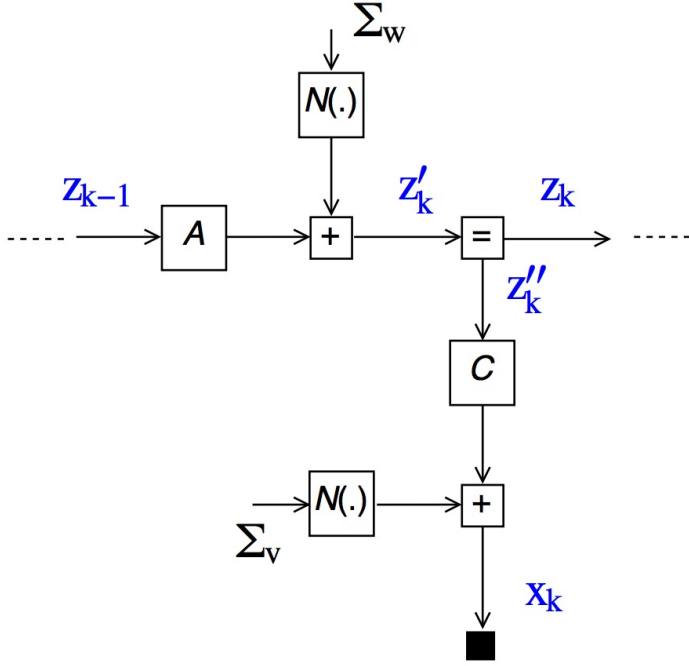 Σw
N(.)
zk−1 A + z′k = zk
z″k
C
N(.) +
Σv
xk